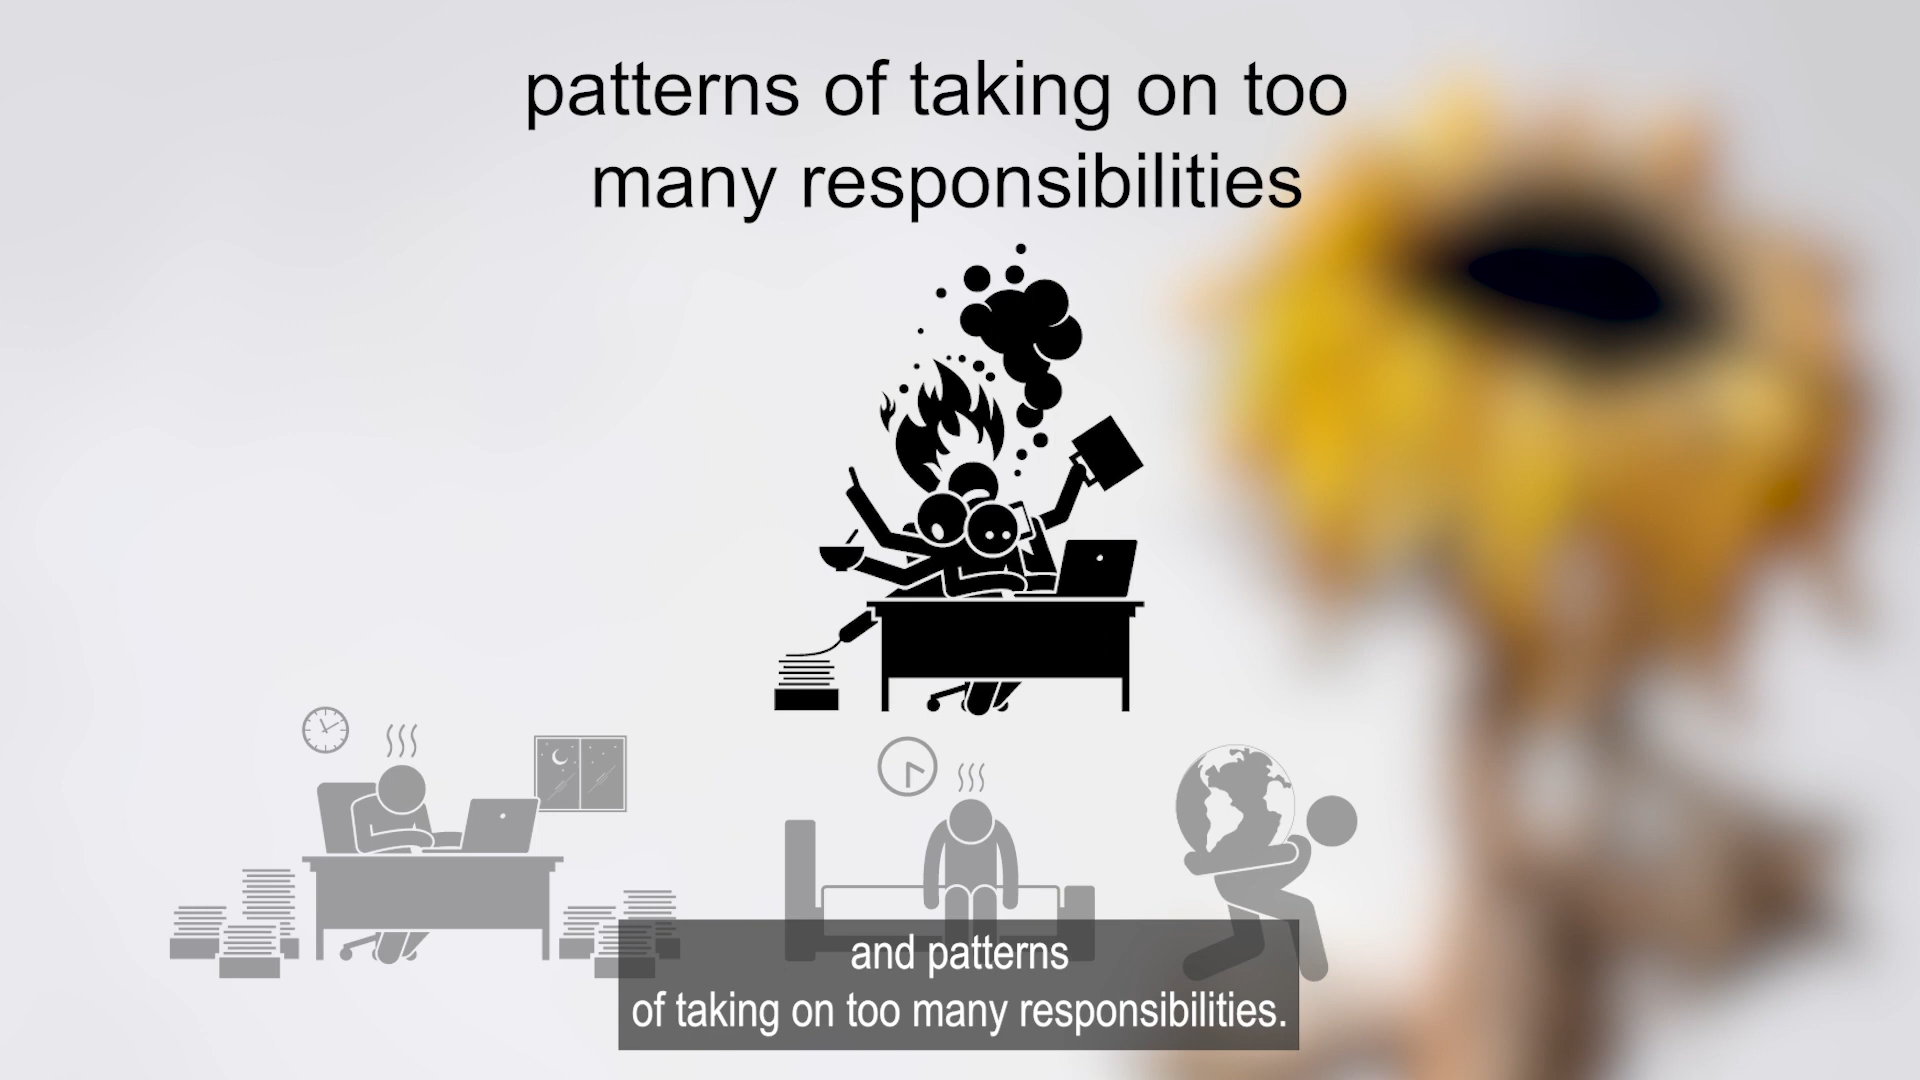 patterns of taking on too
many responsibilities
and patterns
of taking on too many responsibilities.